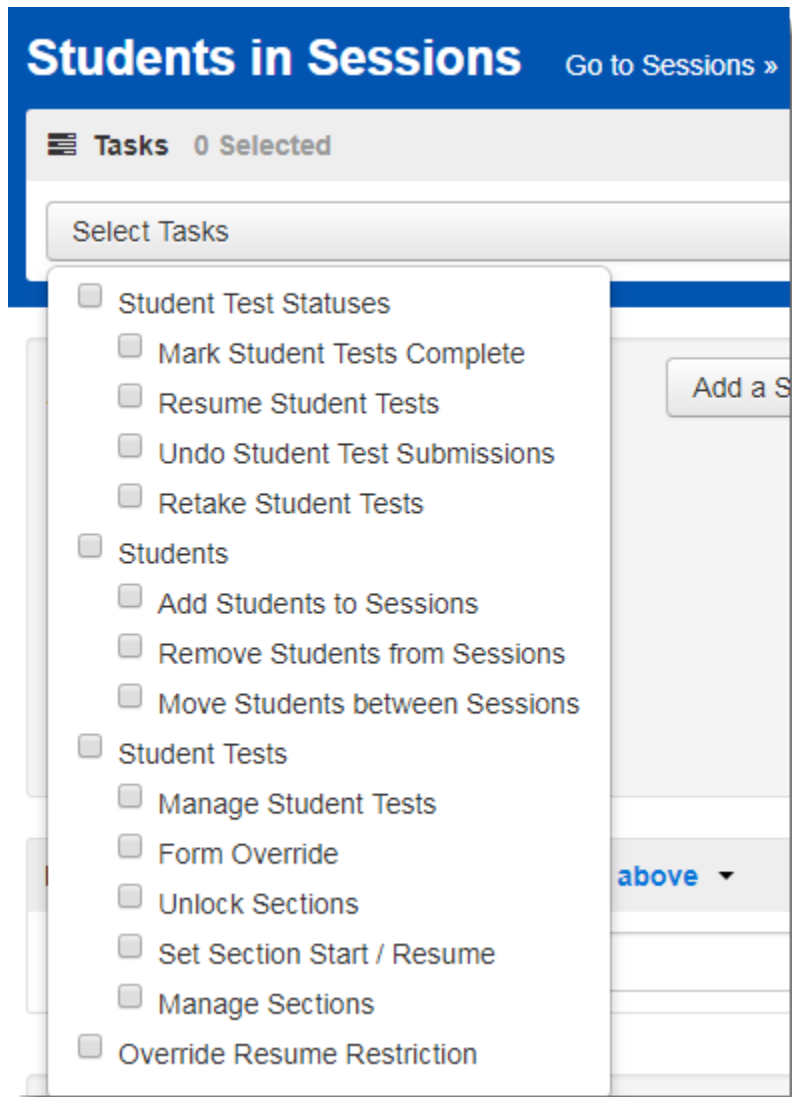 Students in Sessions Go to Sessions »
Tasks 0 Selected
Select Tasks
Student Test Statuses
Mark Student Tests Complete
Resume Student Tests
Undo Student Test Submissions
Retake Student Tests
Students
Add Students to Sessions
Remove Students from Sessions
Move Students between Sessions
Student Tests
Manage Student Tests
Form Override
Unlock Sections
Set Section Start / Resume
Manage Sections
Override Resume Restriction
Add a S
above